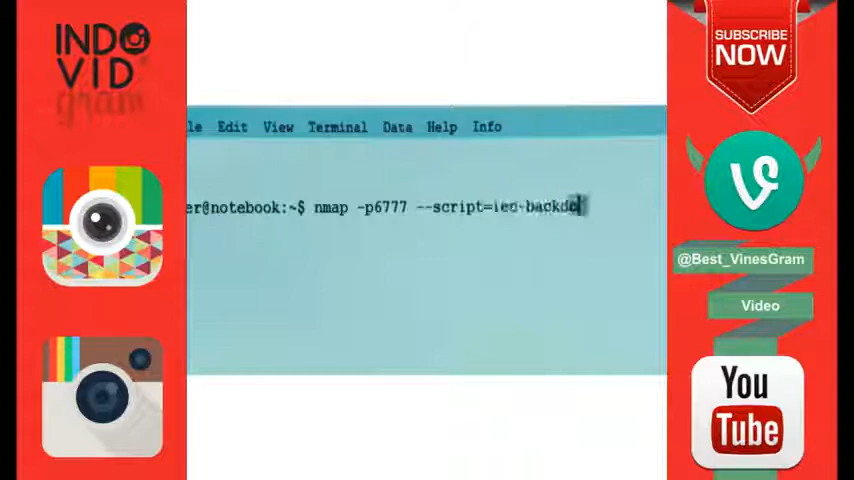 INDO
VID
gram
le Edit View Terminal Data Help Info
er@notebook:~$ nmap -p6777 --script=
SUBSCRIBE
NOW
@Best_VinesGram
Video
You
Tube